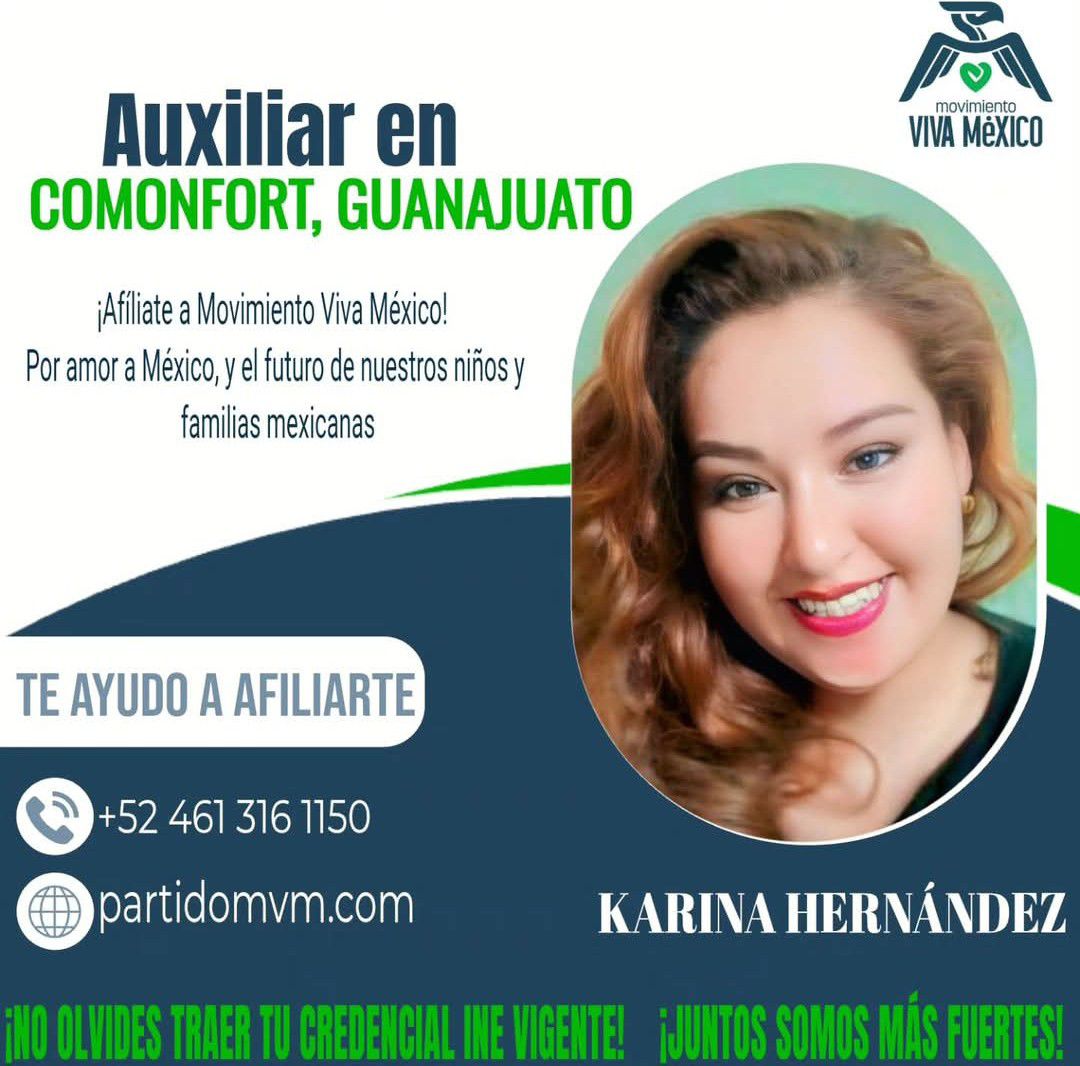 movimiento
VIVA MéXICO
Auxiliar en
COMONFORT, GUANAJUATO
¡Afíliate a Movimiento Viva México!
Por amor a México, y el futuro de nuestros niños y
familias mexicanas
TE AYUDO A AFILIARTE
+52 461 316 1150
partidomvm.com
KARINA HERNÁNDEZ
¡NO OLVIDES TRAER TU CREDENCIAL INE VIGENTE! ¡JUNTOS SOMOS MÁS FUERTES!